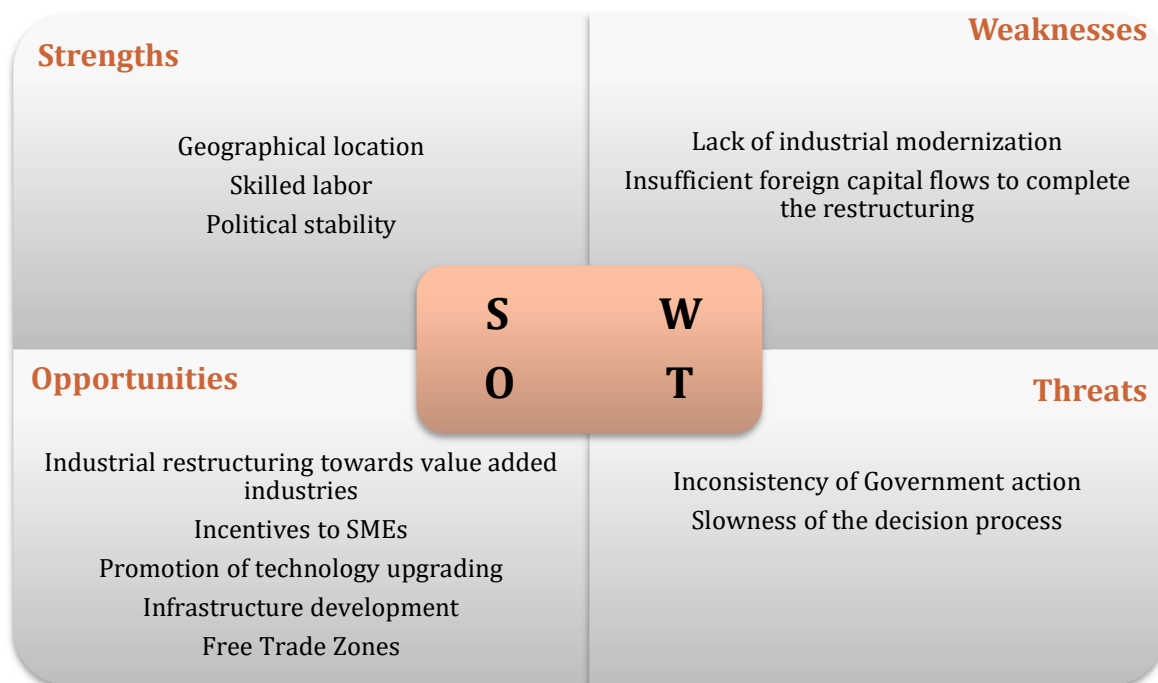 Strengths
Geographical location
Skilled labor
Political stability
Weaknesses
Lack of industrial modernization
Insufficient foreign capital flows to complete
the restructuring
S W
O T
Opportunities
Industrial restructuring towards value added
industries
Incentives to SMEs
Promotion of technology upgrading
Infrastructure development
Free Trade Zones
Threats
Inconsistency of Government action
Slowness of the decision process